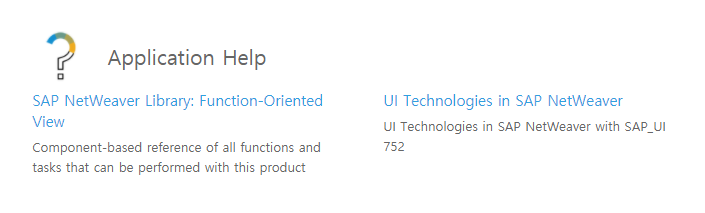 Application Help
SAP NetWeaver Library: Function-Oriented
View
Component-based reference of all functions and
tasks that can be performed with this product
UI Technologies in SAP NetWeaver
UI Technologies in SAP NetWeaver with SAP_UI
752